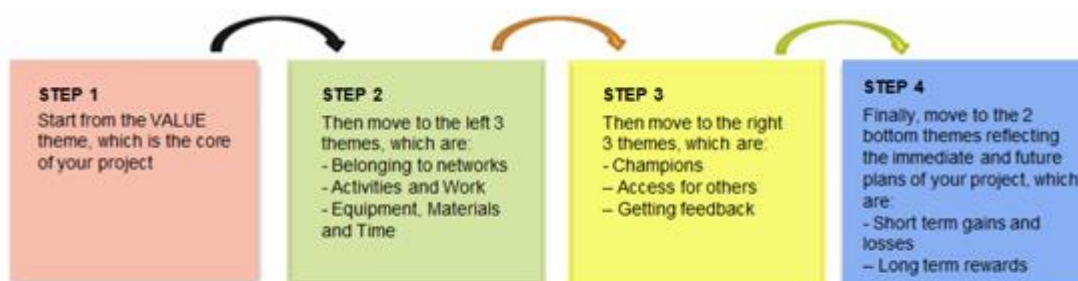 STEP 1
Start from the VALUE
theme, which is the core
of your project
STEP 2
Then move to the left 3
themes, which are:
- Belonging to networks
- Activities and Work
- Equipment, Materials
and Time
STEP 3
Then move to the right
3 themes, which are:
- Champions
– Access for others
– Getting feedback
STEP 4
Finally, move to the 2
bottom themes reflecting
the immediate and future
plans of your project, which
are:
- Short term gains and
losses
– Long term rewards